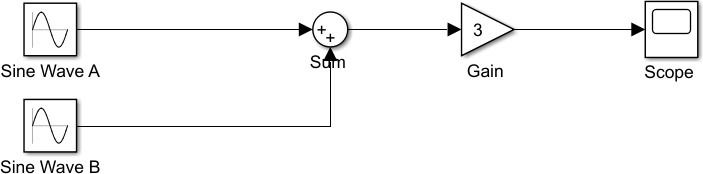 +
+
3
Sine Wave A
Sum
Gain
Scope
Sine Wave B